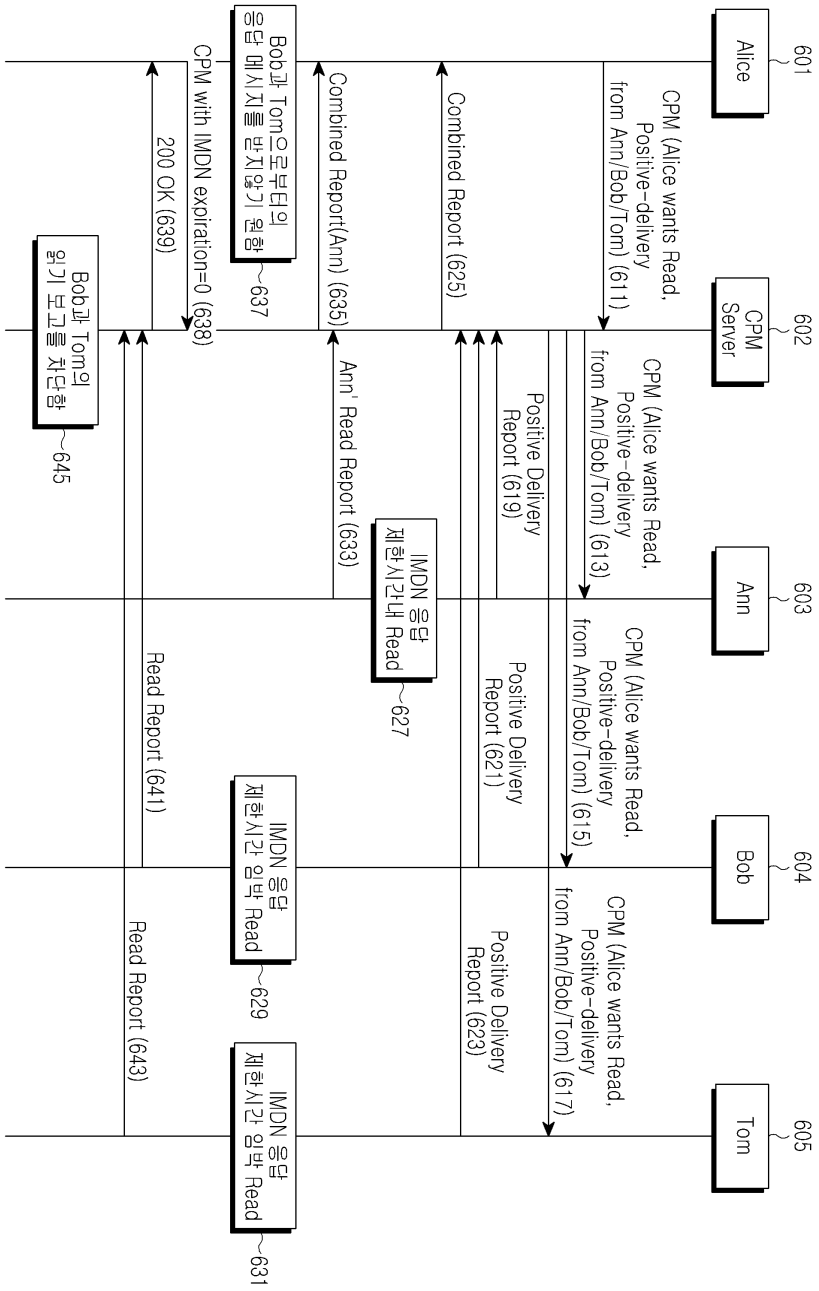 601
Alice
602
CPM
Server
603
Ann
604
Bob
605
Tom
CPM (Alice wants Read,
Positive-delivery
from Ann/Bob/Tom) (611)
CPM (Alice wants Read,
Positive-delivery
from Ann/Bob/Tom) (613)
CPM (Alice wants Read,
Positive-delivery
from Ann/Bob/Tom) (615)
CPM (Alice wants Read,
Positive-delivery
from Ann/Bob/Tom) (617)
Positive Delivery
Report (619)
Positive Delivery
Report (621)
Positive Delivery
Report (623)
Combined Report (625)
IMDN 응답
제한시간내 Read
627
Ann' Read Report (633)
Combined Report(Ann) (635)
Bob과 Tom으로부터의
응답 메시지를 받지않기 원함
637
IMDN 응답
제한시간 임박 Read
629
IMDN 응답
제한시간 임박 Read
631
CPM with IMDN expiration=0 (638)
200 OK (639)
Read Report (641)
Read Report (643)
Bob과 Tom의
읽기 보고를 차단함
645